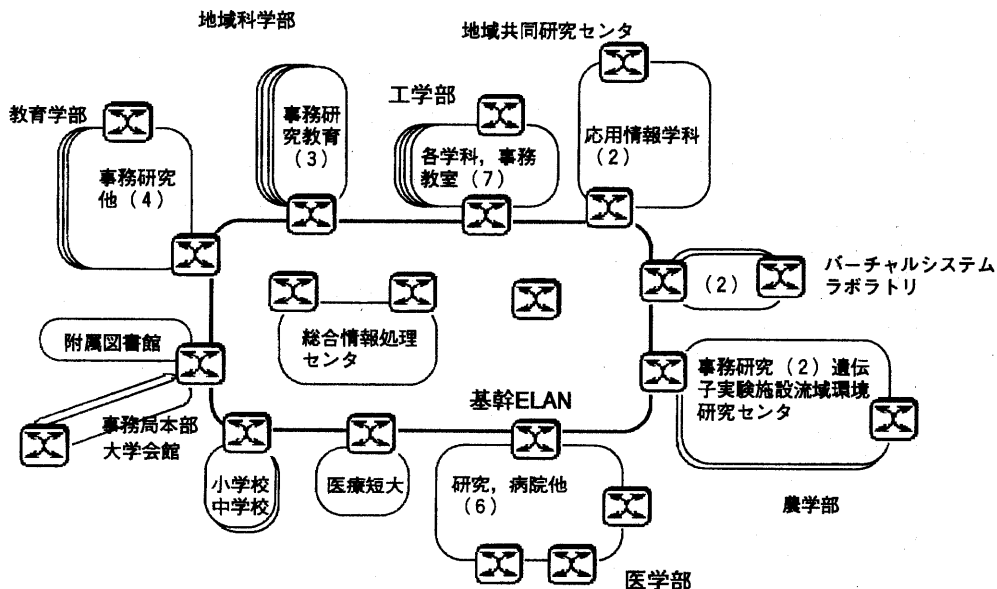 地域科学部
地域共同研究センタ
教育学部
事務研
究教育
(3)
工学部
事務研究
他(4)
各学科，事務
教室(7)
応用情報学科
(2)
バーチャルシステム
ラボラトリ
(2)
附属図書館
総合情報処理
センタ
事務研究(2)遺伝
子実験施設流域環境
研究センタ
基幹ELAN
事務局本部
大学会館
小学校
中学校
医療短大
研究，病院他
(6)
農学部
医学部